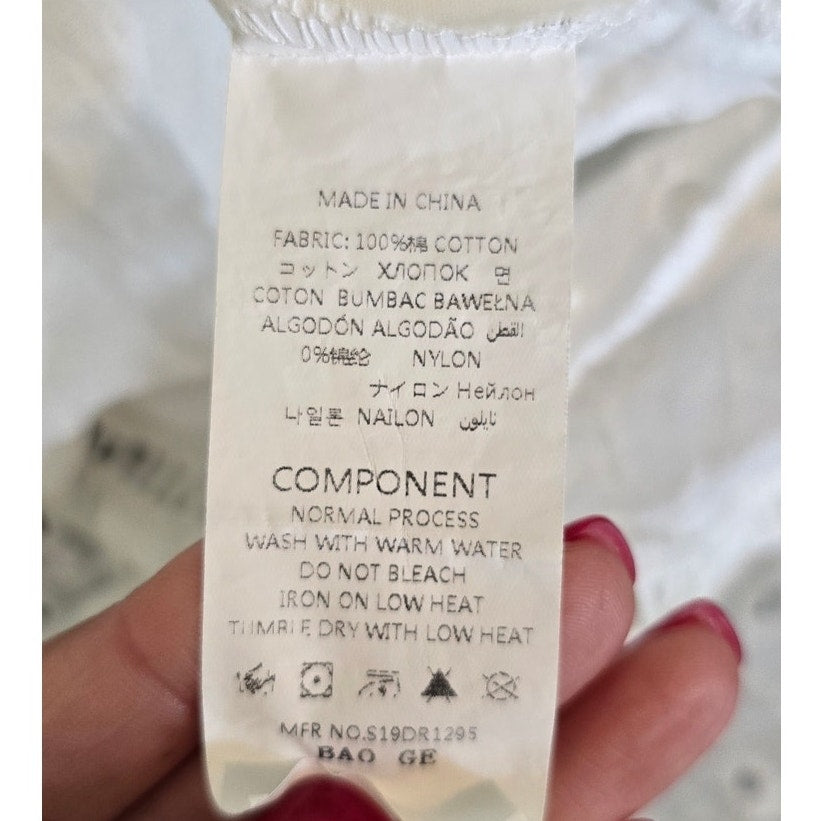 MADE IN CHINA
FABRIC: 100%棉 COTTON
コットン ХЛОПОК 면
COTON BUMBAC BAWEŁNA
ALGODÓN ALGODÃO القطن
0%锦纶 NYLON
ナイロン Нейлон
나일론 NAILON نايلون
COMPONENT
NORMAL PROCESS
WASH WITH WARM WATER
DO NOT BLEACH
IRON ON LOW HEAT
TUMBLE DRY WITH LOW HEAT
MFR NO.S19DR1295
BAO GE